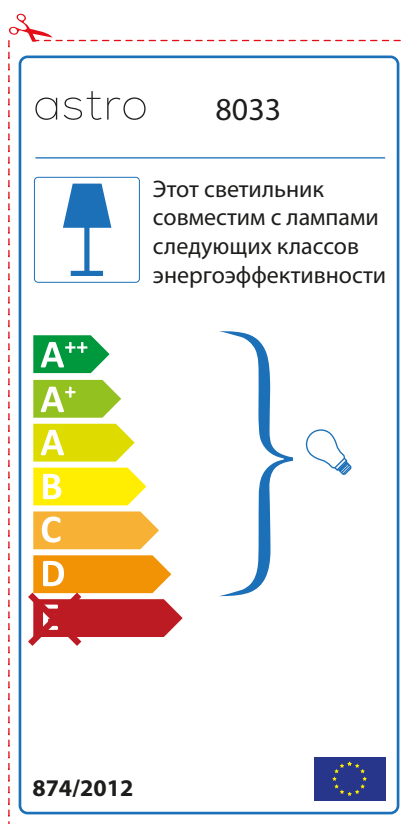 astro 8033
Этот светильник
совместим с лампами
следующих классов
энергоэффективности
A++
A+
A
B
C
D
E
874/2012